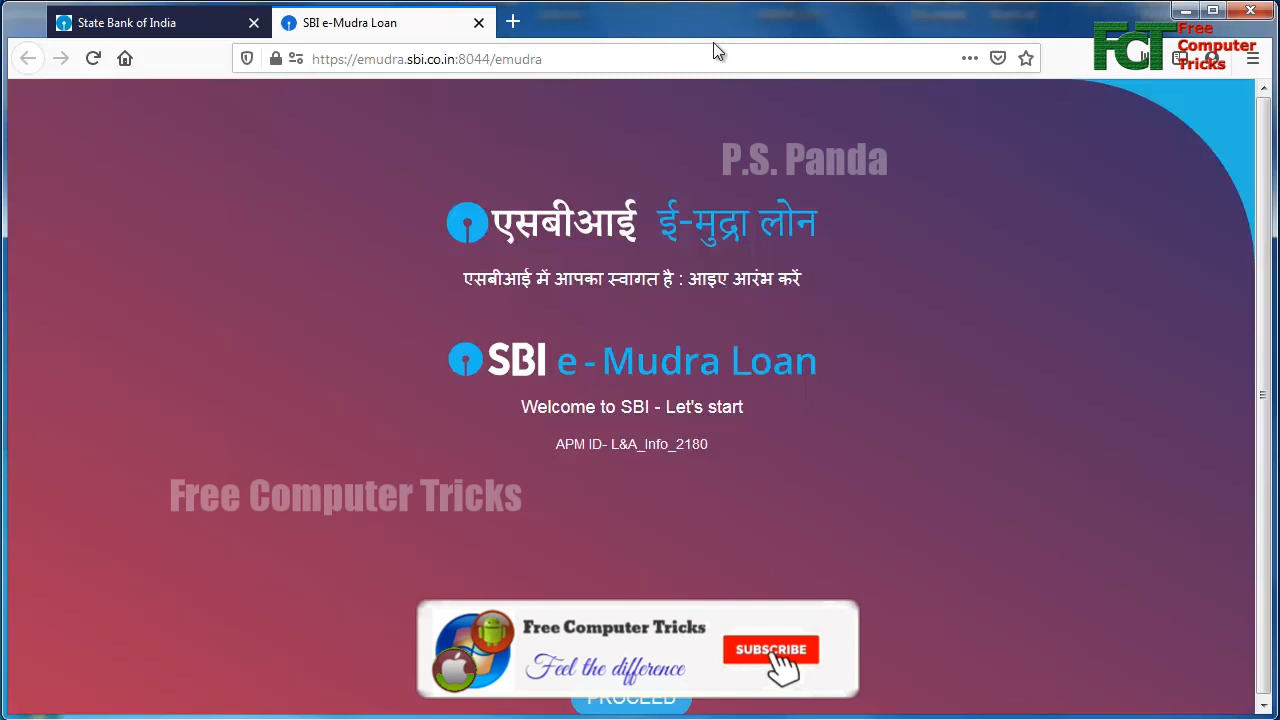 State Bank of India
SBI e-Mudra Loan
https://emudra.sbi.co.in:8044/emudra
FCT Free
Computer
Tricks
P.S. Panda
एसबीआई ई-मुद्रा लोन
एसबीआई में आपका स्वागत है : आइए आरंभ करें
SBI e-Mudra Loan
Welcome to SBI - Let's start
APM ID- L&A_Info_2180
Free Computer Tricks
Free Computer Tricks
Feel the difference
SUBSCRIBE
PROCEED